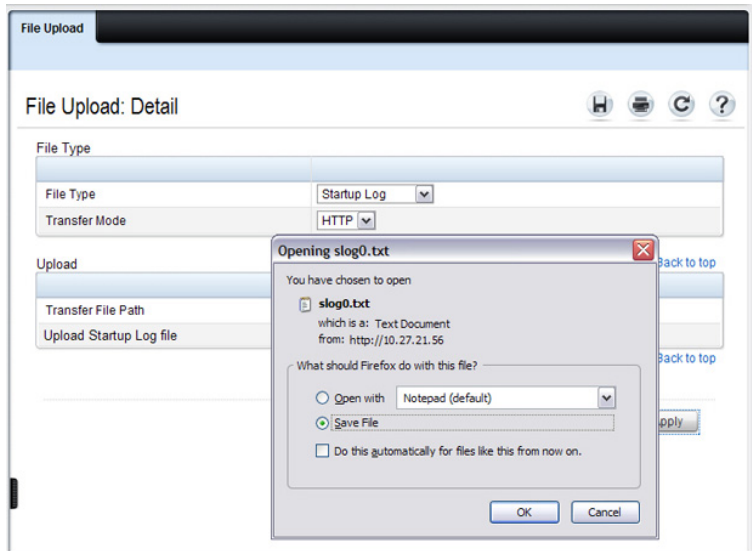 File Upload
File Upload: Detail
File Type
File Type
Startup Log
Transfer Mode
HTTP
Upload
Back to top
Transfer File Path
Upload Startup Log file
Back to top
Opening slog0.txt
You have chosen to open
slog0.txt
which is a: Text Document
from: http://10.27.21.56
What should Firefox do with this file?
Open with
Notepad (default)
Save File
Do this automatically for files like this from now on.
OK
Cancel